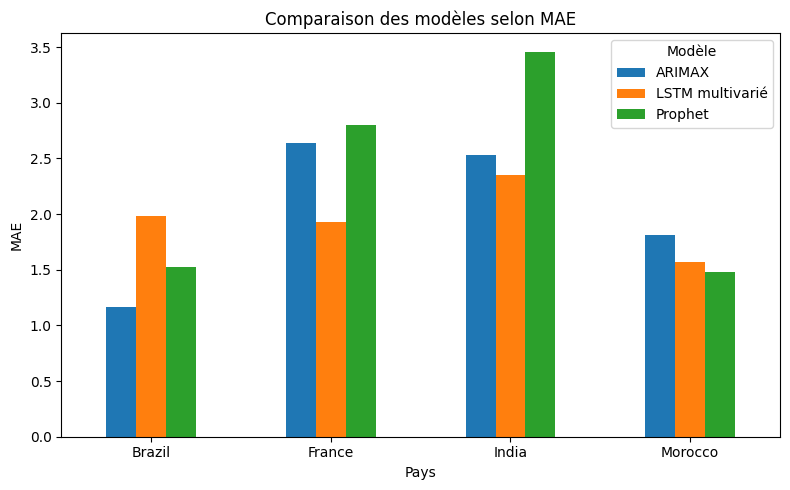 Comparaison des modèles selon MAE
Modèle
ARIMAX
LSTM multivarié
Prophet
MAE
3.5
3.0
2.5
2.0
1.5
1.0
0.5
0.0
Brazil
France
India
Morocco
Pays